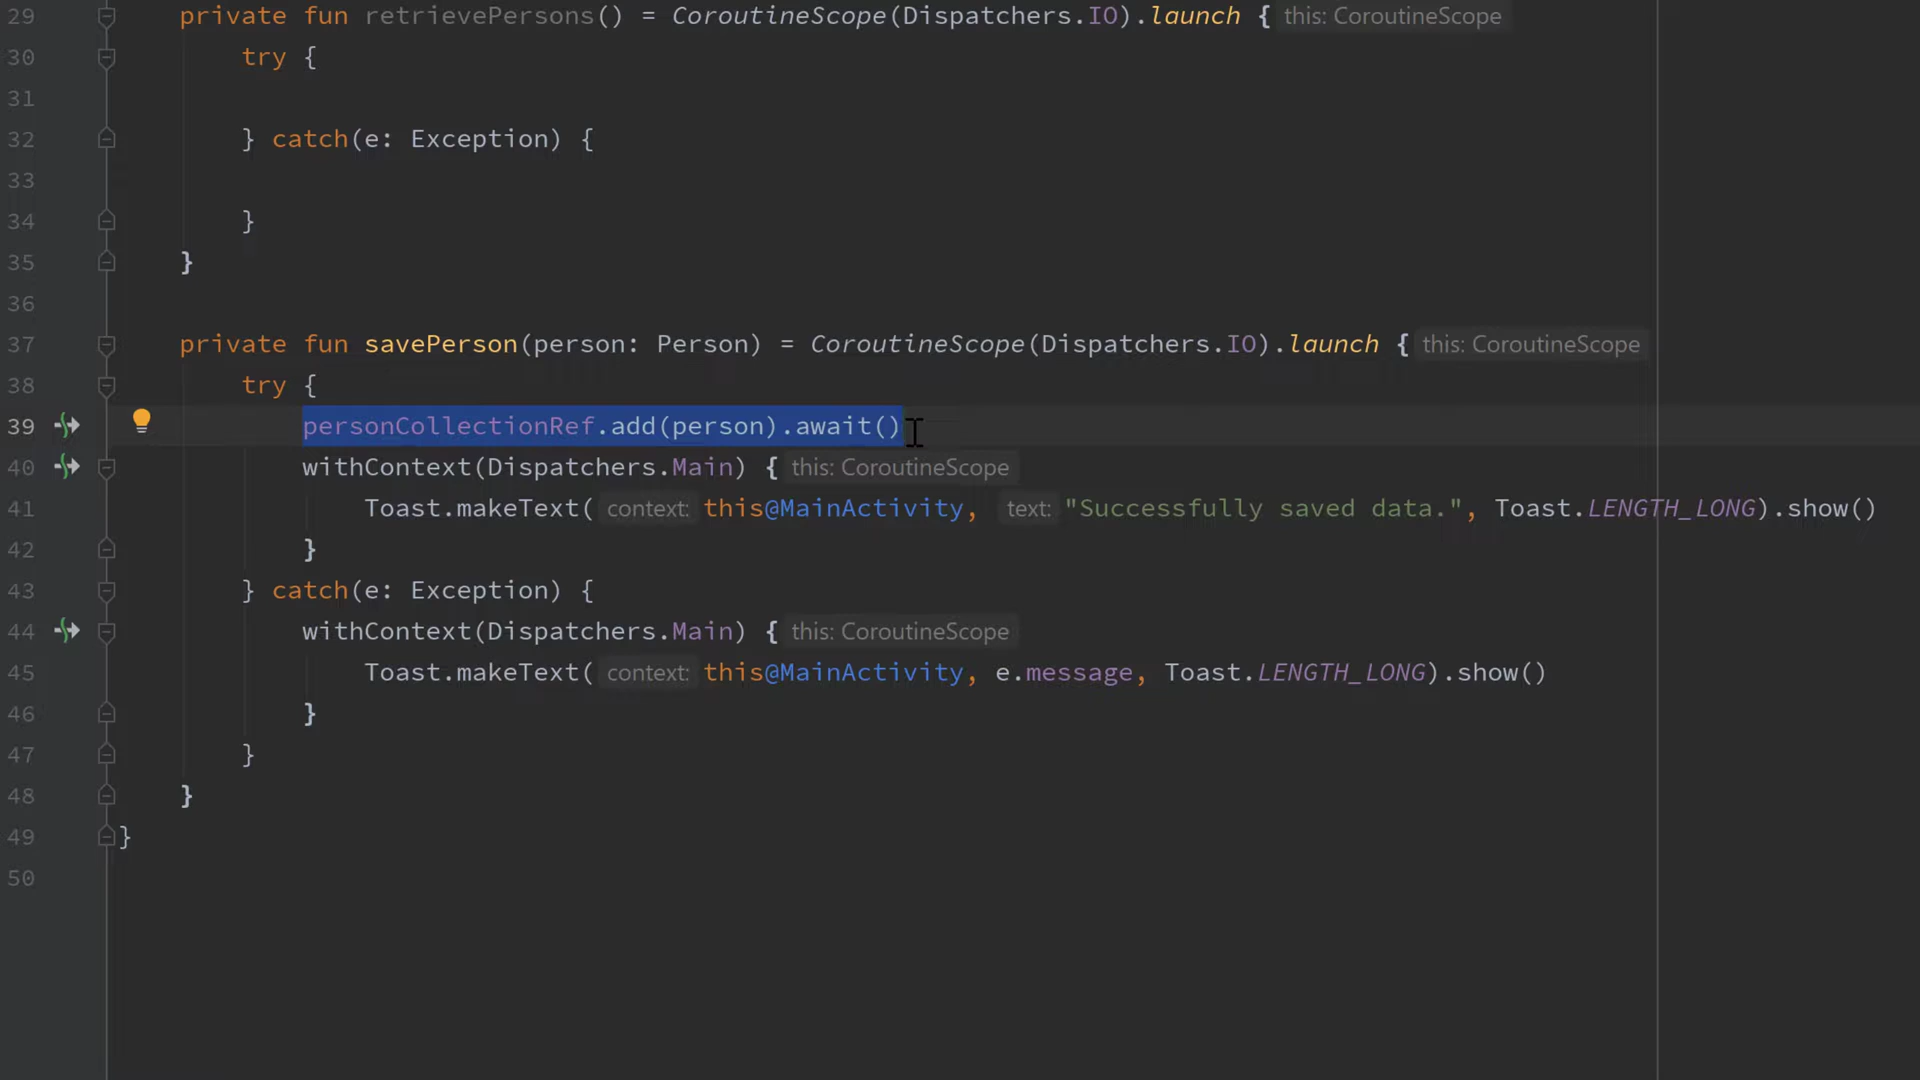 29 private fun retrievePersons() = CoroutineScope(Dispatchers.IO).launch { this: CoroutineScope
30 try {
31
32 } catch(e: Exception) {
33
34 }
35 }
36
37 private fun savePerson(person: Person) = CoroutineScope(Dispatchers.IO).launch { this: CoroutineScope
38 try {
39 personCollectionRef.add(person).await()
40 withContext(Dispatchers.Main) { this: CoroutineScope
41 Toast.makeText( context: this@MainActivity, text: "Successfully saved data.", Toast.LENGTH_LONG).show()
42 }
43 } catch(e: Exception) {
44 withContext(Dispatchers.Main) { this: CoroutineScope
45 Toast.makeText( context: this@MainActivity, e.message, Toast.LENGTH_LONG).show()
46 }
47 }
48 }
49 }
50